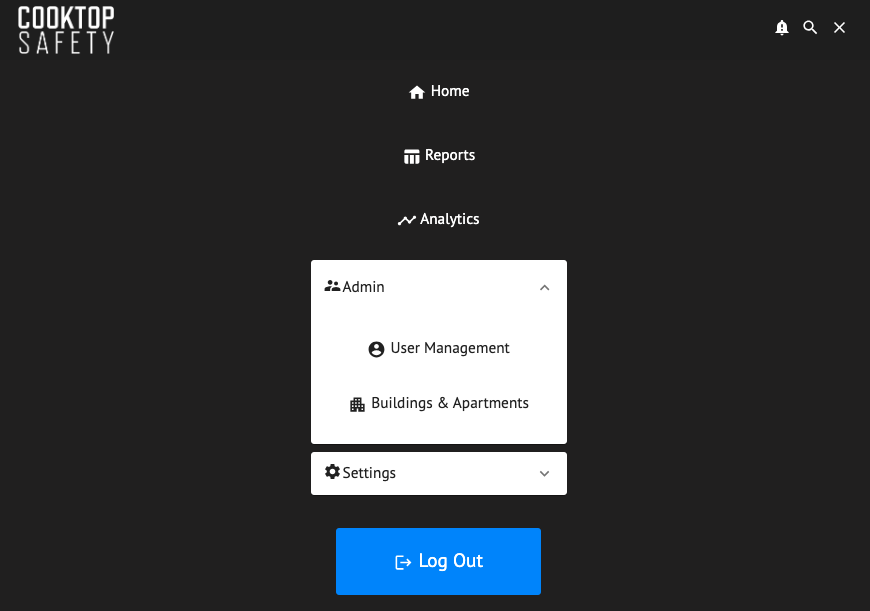 COOKTOP
SAFETY
Home
Reports
Analytics
Admin
User Management
Buildings & Apartments
Settings
Log Out